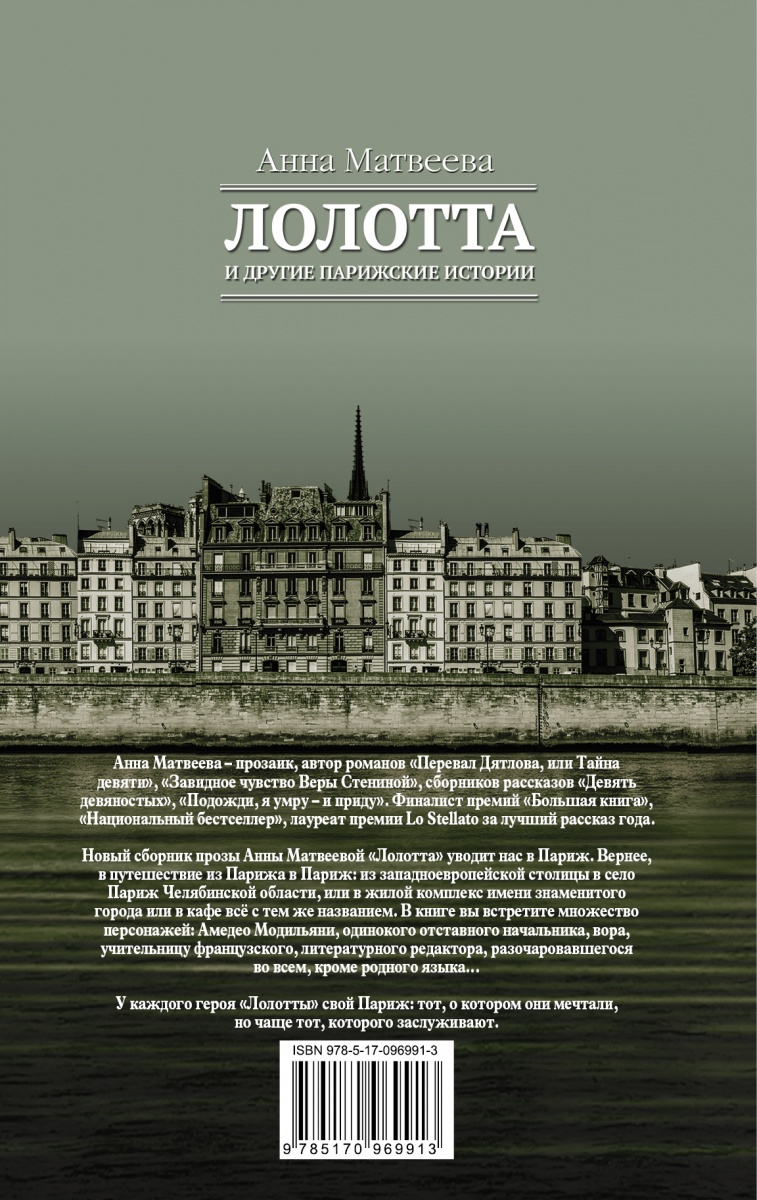 Анна Матвеева
ЛОЛОТТА
И ДРУГИЕ ПАРИЖСКИЕ ИСТОРИИ
Анна Матвеева – прозаик, автор романов «Перевал Дятлова, или Тайна
девяти», «Завидное чувство Веры Стениной», сборников рассказов «Девять
девяностых», «Подожди, я умру – и приду». Финалист премий «Большая книга»,
«Национальный бестселлер», лауреат премии Lo Stellato за лучший рассказ года.
Новый сборник прозы Анны Матвеевой «Лолотта» уводит нас в Париж. Вернее,
в путешествие из Парижа в Париж: из западноевропейской столицы в село
Париж Челябинской области, или в жилой комплекс имени знаменитого
города или в кафе всё с тем же названием. В книге вы встретите множество
персонажей: Амедео Модильяни, одинокого отставного начальника, вора,
учительницу французского, литературного редактора, разочаровавшегося
во всем, кроме родного языка...
У каждого героя «Лолотты» свой Париж: тот, о котором они мечтали,
но чаще тот, которого заслуживают.
ISBN 978-5-17-096991-3
9 785170 969913